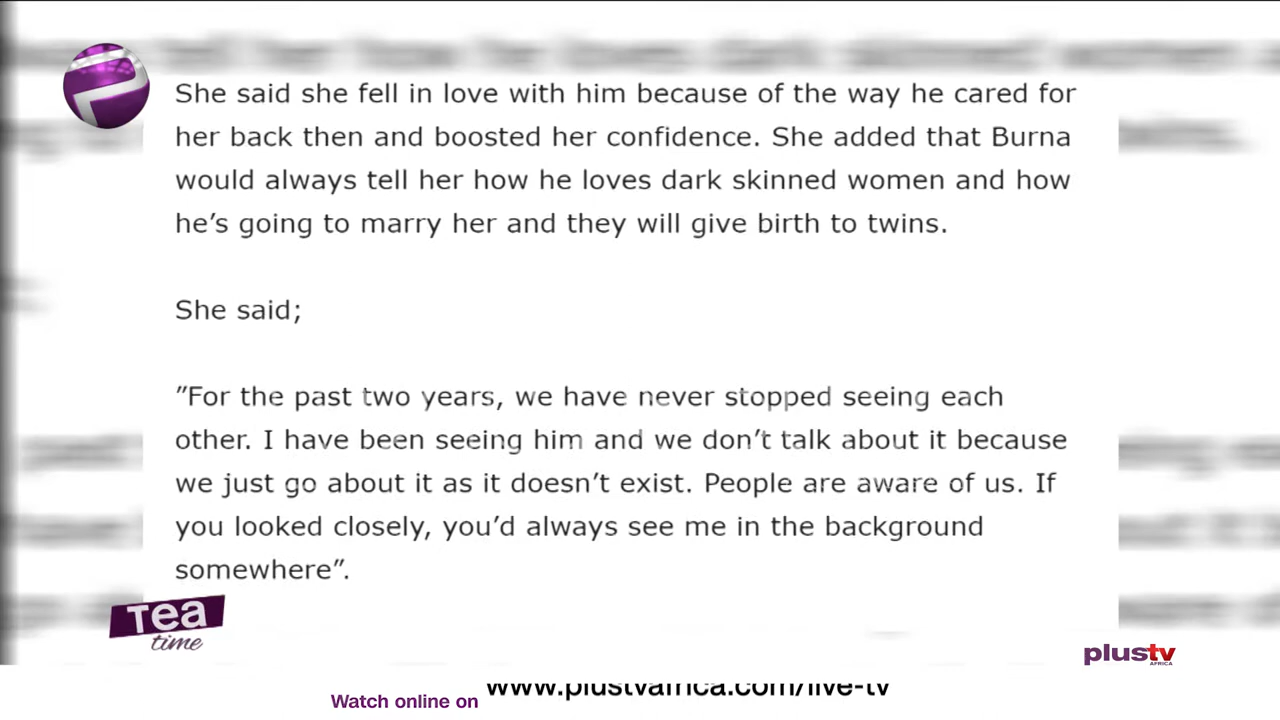 She said she fell in love with him because of the way he cared for
her back then and boosted her confidence. She added that Burna
would always tell her how he loves dark skinned women and how
he’s going to marry her and they will give birth to twins.
She said;
”For the past two years, we have never stopped seeing each
other. I have been seeing him and we don’t talk about it because
we just go about it as it doesn’t exist. People are aware of us. If
you looked closely, you’d always see me in the background
somewhere”.
Tea
time
plustv
AFRICA
Watch online on www.plustvafrica.com/live-tv